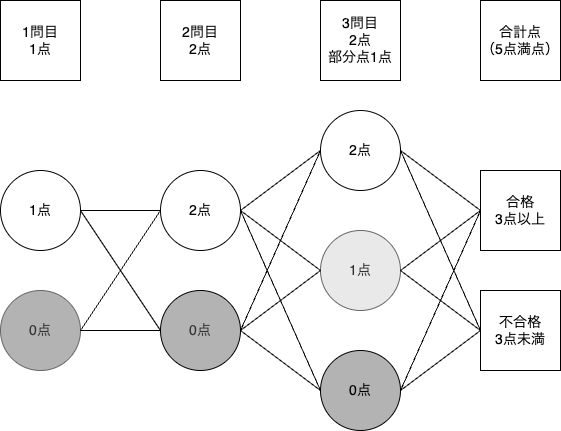 1問目
1点
2問目
2点
3問目
2点
部分点1点
合計点
（5点満点）
2点
1点
2点
合格
3点以上
1点
0点
0点
不合格
3点未満
0点